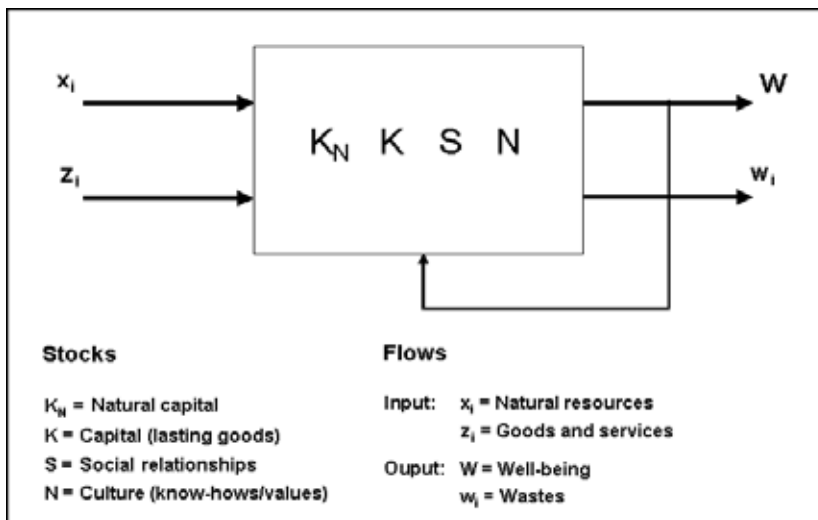 xi W
KN K S N
zi wi
Stocks Flows
KN = Natural capital Input: xi = Natural resources
K = Capital (lasting goods) zi = Goods and services
S = Social relationships Ouput: W = Well-being
N = Culture (know-hows/values) wi = Wastes